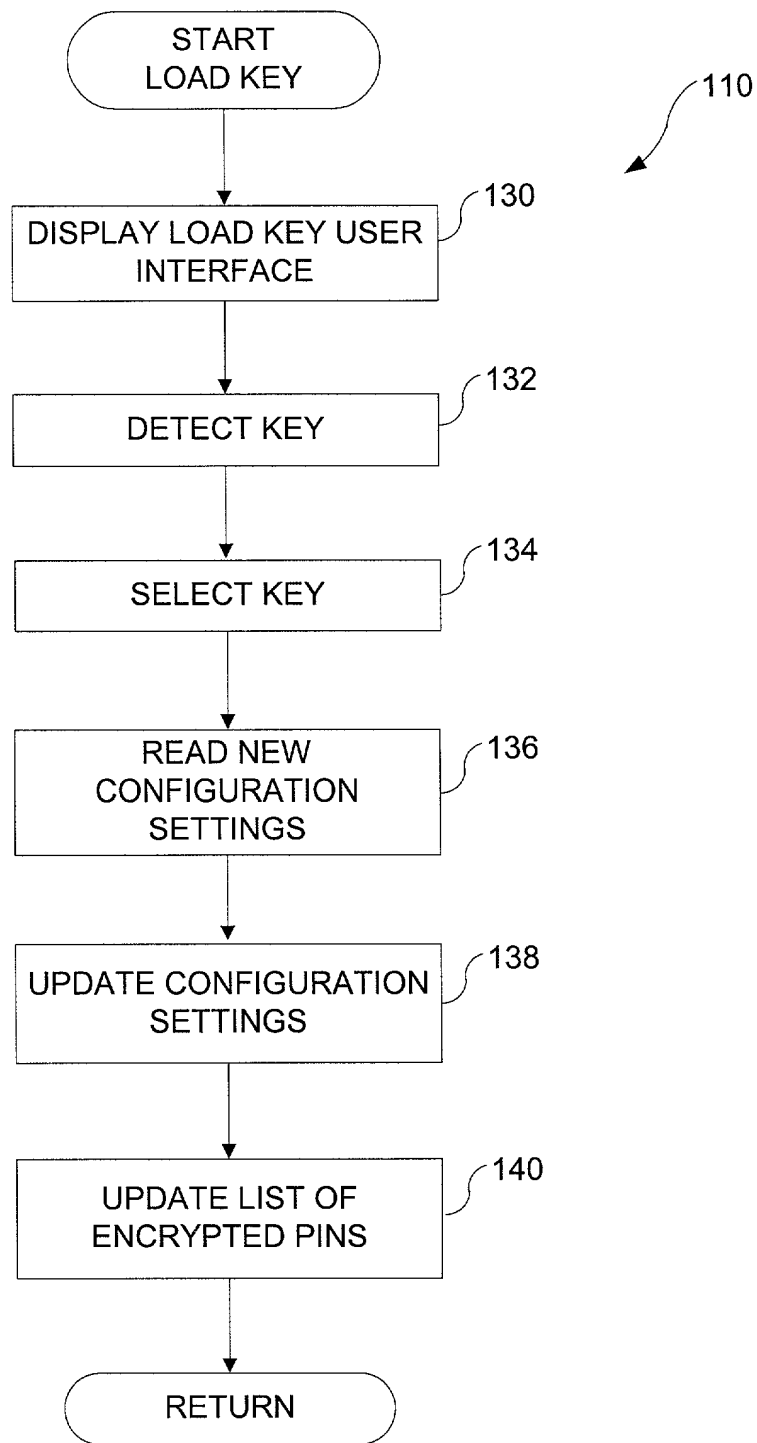 START
LOAD KEY
110
130
DISPLAY LOAD KEY USER
INTERFACE
132
DETECT KEY
134
SELECT KEY
136
READ NEW
CONFIGURATION
SETTINGS
138
UPDATE CONFIGURATION
SETTINGS
140
UPDATE LIST OF
ENCRYPTED PINS
RETURN